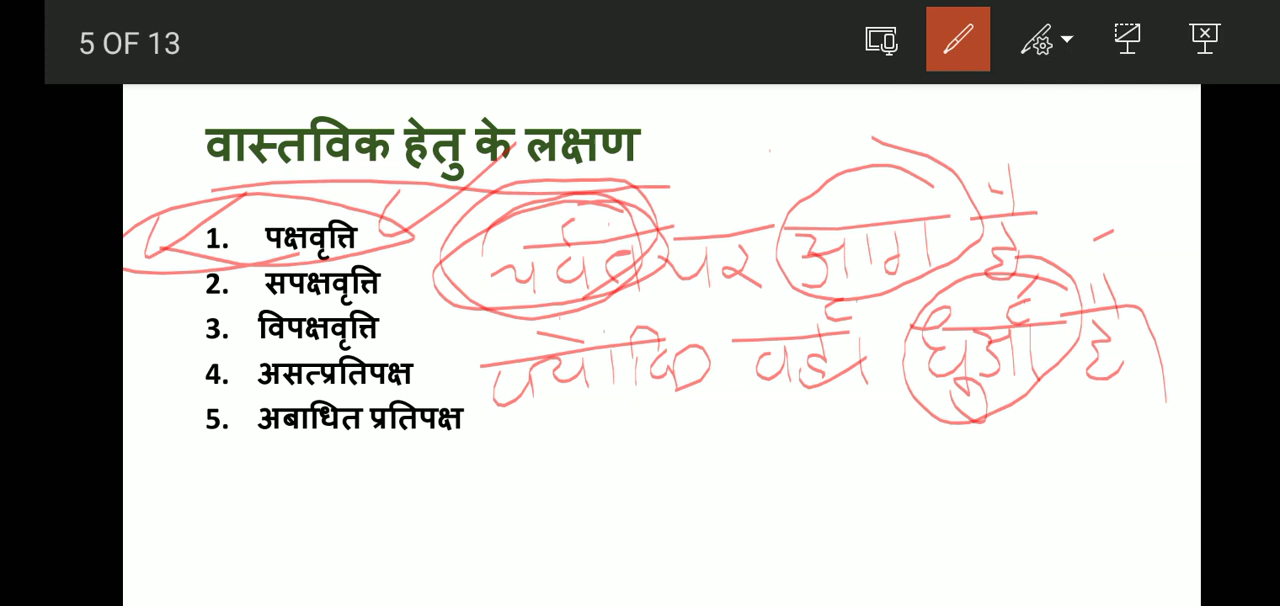 5 OF 13
वास्तविक हेतु के लक्षण
1. पक्षवृत्ति
2. सपक्षवृत्ति
3. विपक्षवृत्ति
4. असत्प्रतिपक्ष
5. अबाधित प्रतिपक्ष
पर्वत पर आग है
क्योंकि वहाँ धुआँ है